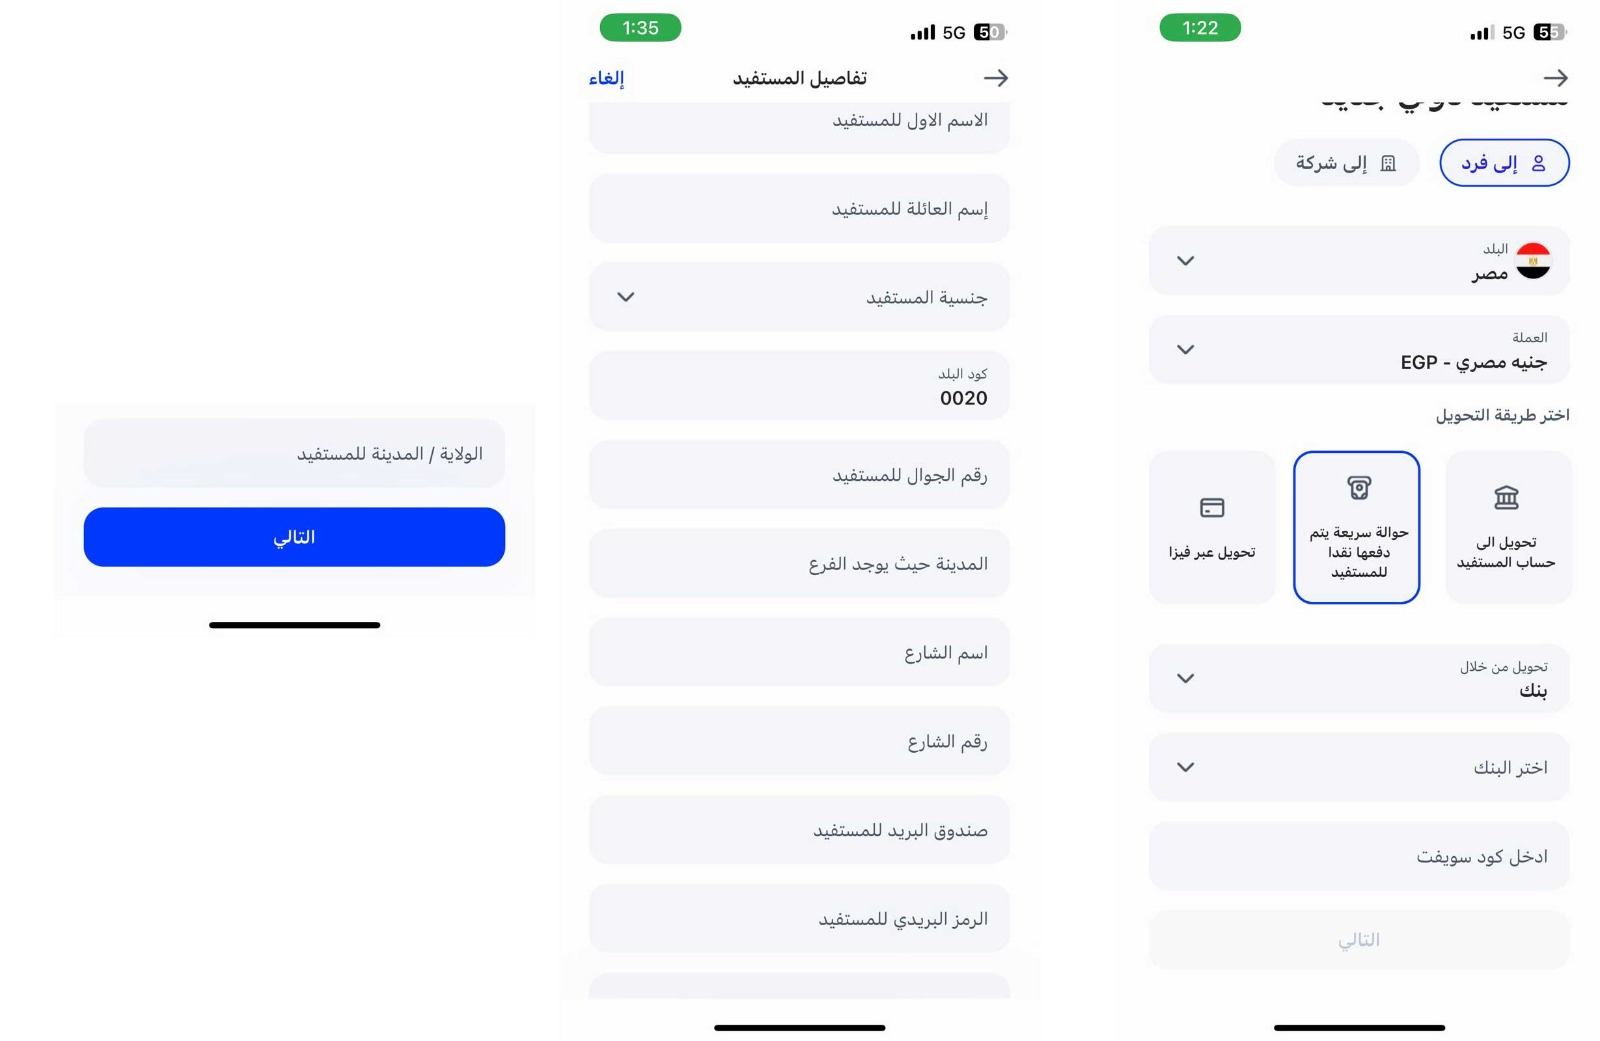 1:22
5G 55
مستفيد دولي جديد
إلى فرد
إلى شركة
البلد
مصر
العملة
جنيه مصري - EGP
اختر طريقة التحويل
تحويل الى
حساب المستفيد
حوالة سريعة يتم
دفعها نقدا
للمستفيد
تحويل عبر فيزا
تحويل من خلال
بنك
اختر البنك
ادخل كود سويفت
التالي
1:35
5G 50
تفاصيل المستفيد
إلغاء
الاسم الاول للمستفيد
إسم العائلة للمستفيد
جنسية المستفيد
كود البلد
0020
رقم الجوال للمستفيد
المدينة حيث يوجد الفرع
اسم الشارع
رقم الشارع
صندوق البريد للمستفيد
الرمز البريدي للمستفيد
الولاية / المدينة للمستفيد
التالي